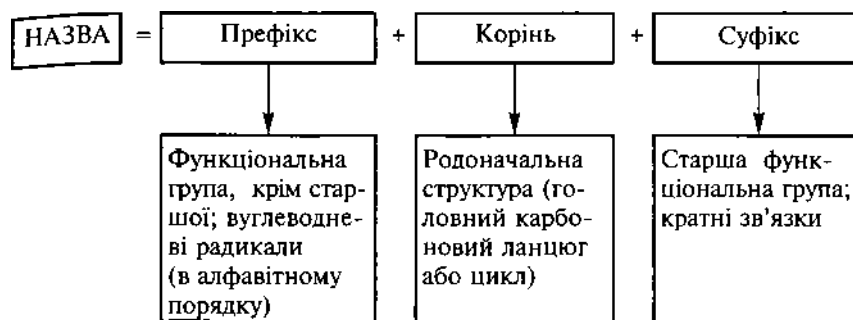 НАЗВА = Префікс + Корінь + Суфікс
Функціональна
група, крім стар-
шої; вуглеводне-
ві радикали
(в алфавітному
порядку)
Родоначальна
структура (го-
ловний карбо-
новий ланцюг
або цикл)
Старша функ-
ціональна група;
кратні зв'язки